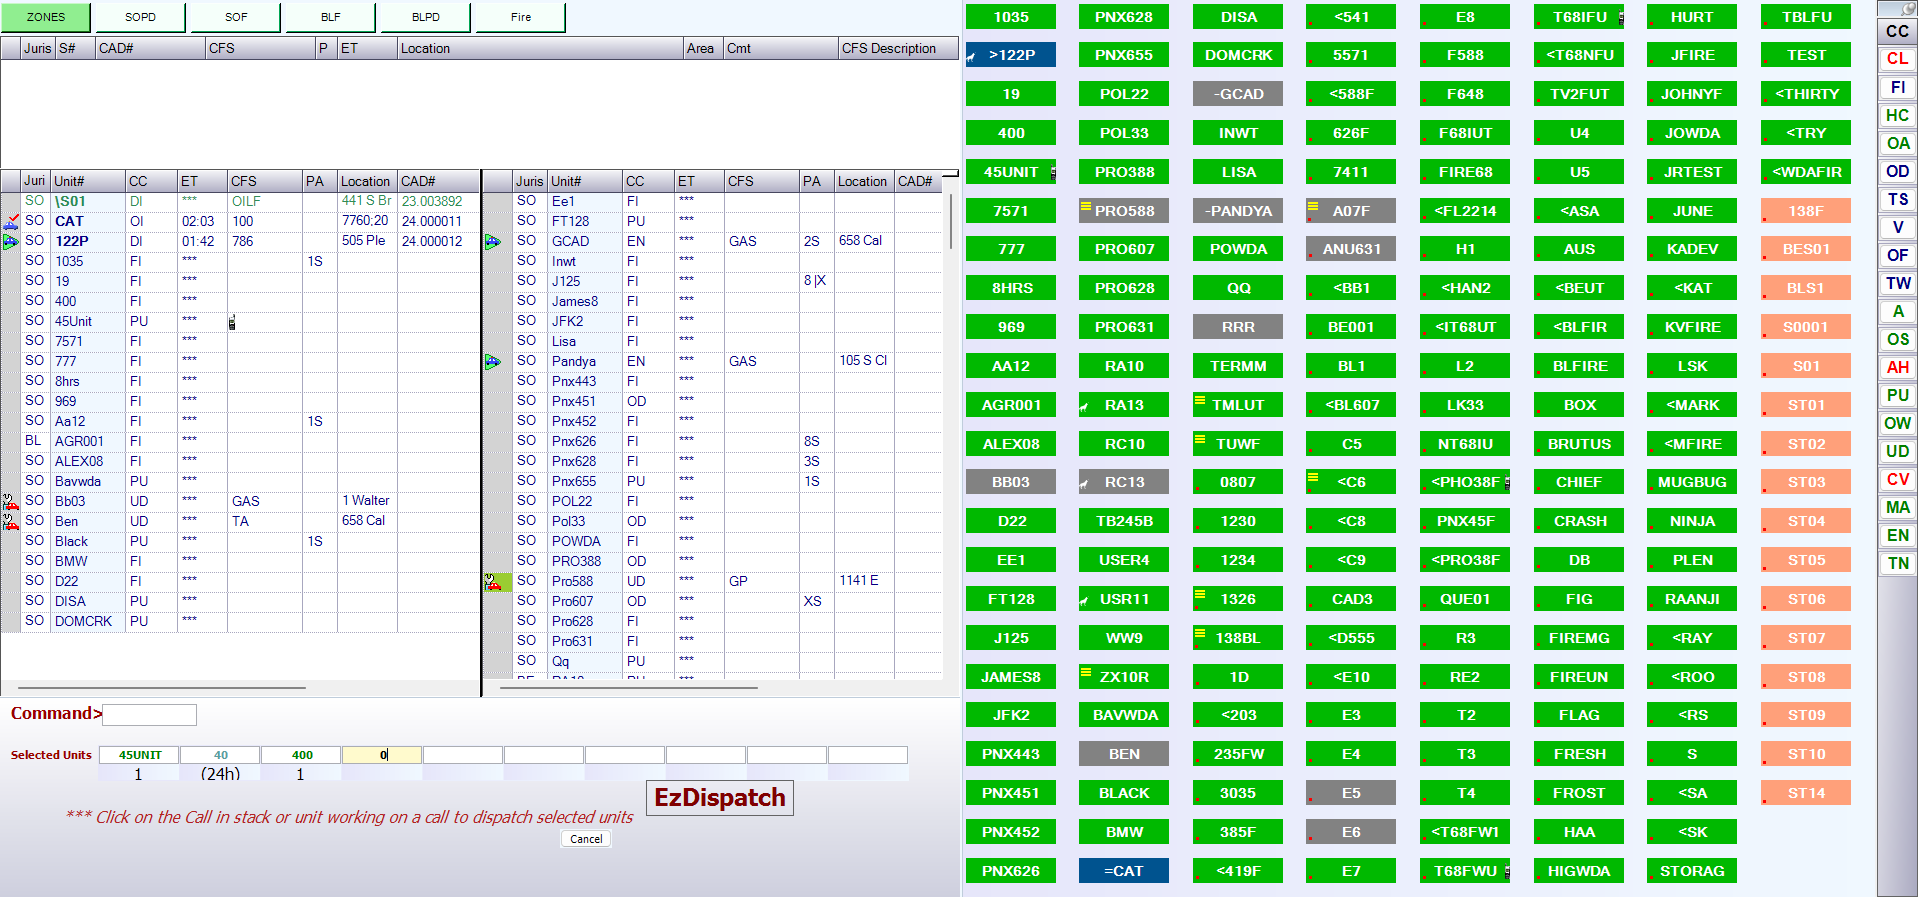 ZONES SOPD SOF BLF BLPD Fire
Juris S# CAD# CFS P ET Location Area Cmt CFS Description
Juri Unit# CC ET CFS PA Location CAD#
SO \S01 DI *** OILF 441 S Br 23.003892
SO CAT OI 02:03 100 7760;20 24.000011
SO 122P DI 01:42 786 505 Ple 24.000012
SO 1035 FI *** 1S
SO 19 FI ***
SO 400 FI ***
SO 45Unit PU ***
SO 7571 FI ***
SO 777 FI ***
SO 8hrs FI ***
SO 969 FI ***
SO Aa12 FI *** 1S
BL AGR001 FI ***
SO ALEX08 FI ***
SO Bavwda PU ***
SO Bb03 UD *** GAS 1 Walter
SO Ben UD *** TA 658 Cal
SO Black PU *** 1S
SO BMW FI ***
SO D22 FI ***
SO DISA PU ***
SO DOMCRK PU ***
Juris Unit# CC ET CFS PA Location CAD#
SO Ee1 FI ***
SO FT128 PU ***
SO GCAD EN *** GAS 2S 658 Cal
SO Inwt FI ***
SO J125 FI *** 8 |X
SO James8 FI ***
SO JFK2 FI ***
SO Lisa FI ***
SO Pandya EN *** GAS 105 S Cl
SO Pnx443 FI ***
SO Pnx451 OD ***
SO Pnx452 FI ***
SO Pnx626 FI *** 8S
SO Pnx628 FI *** 3S
SO Pnx655 PU *** 1S
SO POL22 FI ***
SO Pol33 OD ***
SO POWDA FI ***
SO PRO388 OD ***
SO Pro588 UD *** GP 1141 E
SO Pro607 OD *** XS
SO Pro628 FI ***
SO Pro631 FI ***
SO Qq PU ***
Command>
Selected Units 45UNIT 40 400 0
1 (24h) 1
EzDispatch
*** Click on the Call in stack or unit working on a call to dispatch selected units
Cancel
1035 PNX628 DISA <541 E8 T68IFU HURT TBLFU
>122P PNX655 DOMCRK 5571 F588 <T68NFU JFIRE TEST
19 POL22 -GCAD <588F F648 TV2FUT JOHNYF <THIRTY
400 POL33 INWT 626F F68IUT U4 JOWDA <TRY
45UNIT PRO388 LISA 7411 FIRE68 U5 JRTEST <WDAFIR
7571 PRO588 -PANDYA A07F <FL2214 <ASA JUNE 138F
777 PRO607 POWDA ANU631 H1 AUS KADEV BES01
8HRS PRO628 QQ <BB1 <HAN2 <BEUT <KAT BLS1
969 PRO631 RRR BE001 <IT68UT <BLFIR KVFIRE S0001
AA12 RA10 TERMM BL1 L2 BLFIRE LSK S01
AGR001 RA13 TMLUT <BL607 LK33 BOX <MARK ST01
ALEX08 RC10 TUWF C5 NT68IU BRUTUS <MFIRE ST02
BB03 RC13 0807 <C6 <PHO38F CHIEF MUGBUG ST03
D22 TB245B 1230 <C8 PNX45F CRASH NINJA ST04
EE1 USER4 1234 <C9 <PRO38F DB PLEN ST05
FT128 USR11 1326 CAD3 QUE01 FIG RAANJI ST06
J125 WW9 138BL <D555 R3 FIREMG <RAY ST07
JAMES8 ZX10R 1D <E10 RE2 FIREUN <ROO ST08
JFK2 BAVWDA <203 E3 T2 FLAG <RS ST09
PNX443 BEN 235FW E4 T3 FRESH S ST10
PNX451 BLACK 3035 E5 T4 FROST <SA ST14
PNX452 BMW 385F E6 <T68FW1 HAA <SK
PNX626 =CAT <419F E7 T68FWU HIGWDA STORAG
CC
CL
FI
HC
OA
OD
TS
V
OF
TW
A
OS
AH
PU
OW
UD
CV
MA
EN
TN